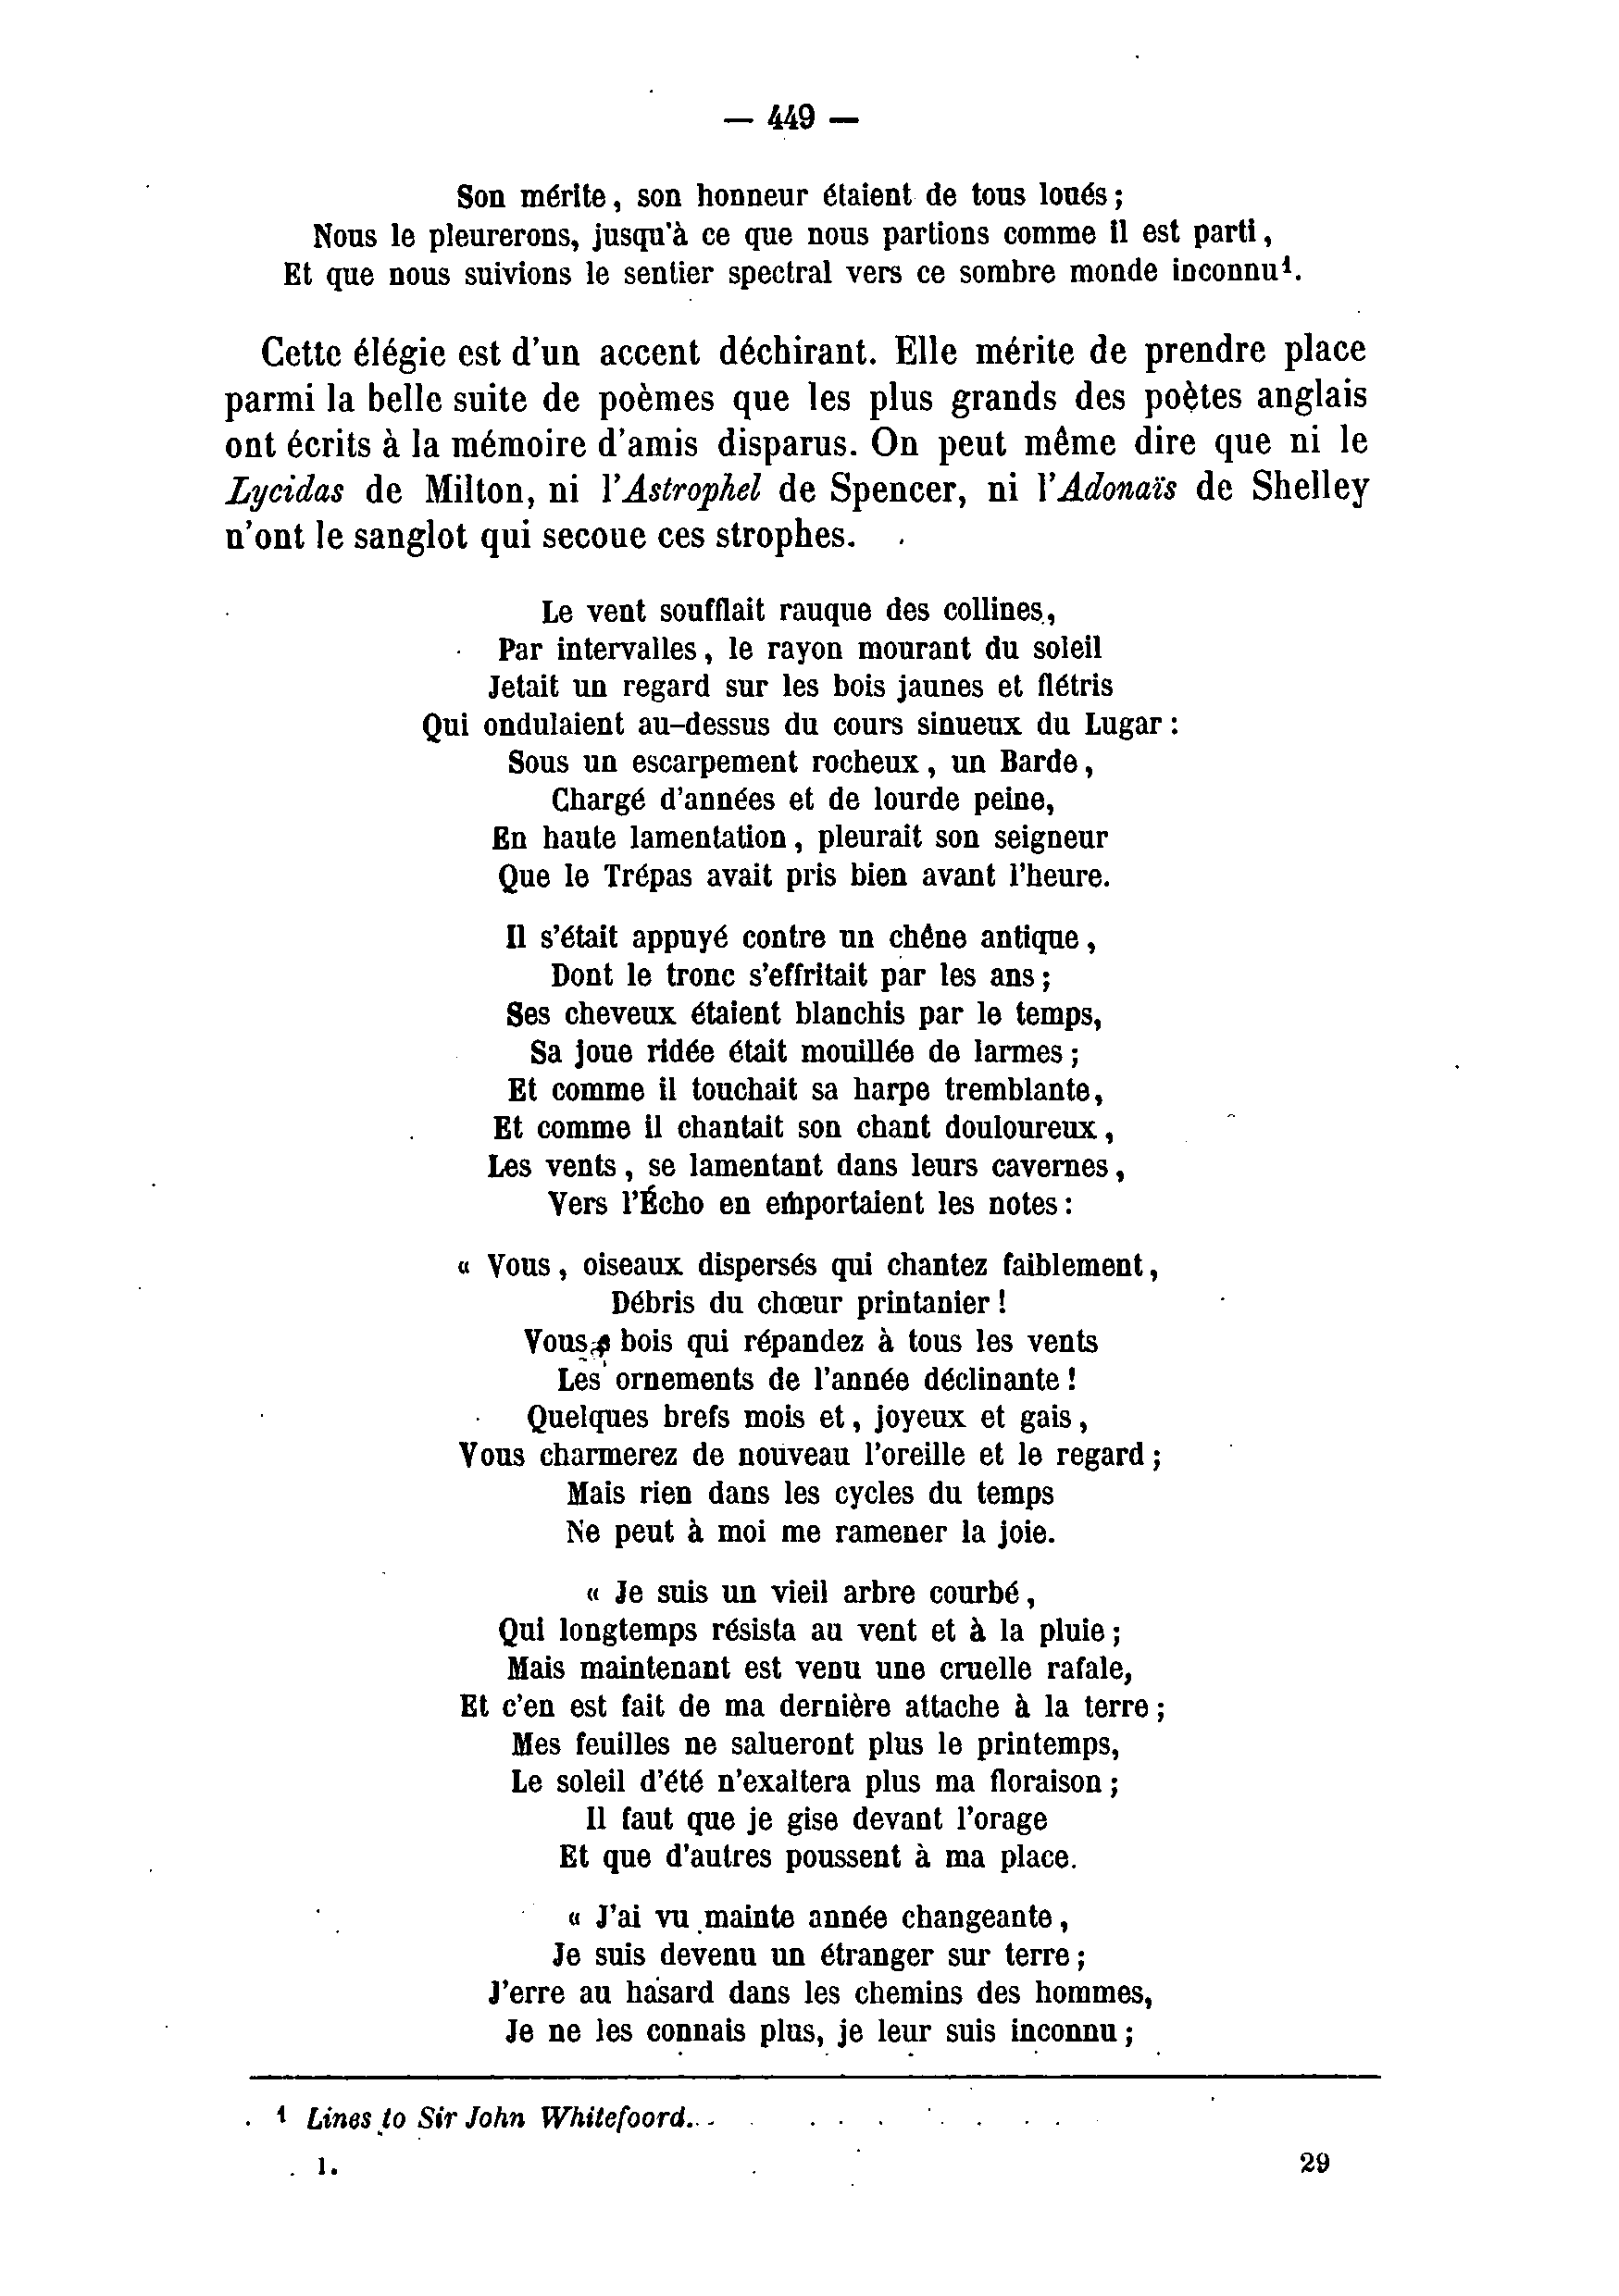 — 449 —
Son mérite, son honneur étaient de tous loués ;
Nous le pleurerons, jusqu'à ce que nous partions comme il est parti,
Et que nous suivions le sentier spectral vers ce sombre monde inconnu¹.
Cette élégie est d'un accent déchirant. Elle mérite de prendre place
parmi la belle suite de poèmes que les plus grands des poètes anglais
ont écrits à la mémoire d'amis disparus. On peut même dire que ni le
Lycidas de Milton, ni l'Astrophel de Spencer, ni l'Adonaïs de Shelley
n'ont le sanglot qui secoue ces strophes.
Le vent soufflait rauque des collines,
Par intervalles, le rayon mourant du soleil
Jetait un regard sur les bois jaunes et flétris
Qui ondulaient au-dessus du cours sinueux du Lugar :
Sous un escarpement rocheux, un Barde,
Chargé d'années et de lourde peine,
En haute lamentation, pleurait son seigneur
Que le Trépas avait pris bien avant l'heure.
Il s'était appuyé contre un chêne antique,
Dont le tronc s'effritait par les ans ;
Ses cheveux étaient blanchis par le temps,
Sa joue ridée était mouillée de larmes ;
Et comme il touchait sa harpe tremblante,
Et comme il chantait son chant douloureux,
Les vents, se lamentant dans leurs cavernes,
Vers l'Écho en emportaient les notes :
« Vous, oiseaux dispersés qui chantez faiblement,
Débris du chœur printanier !
Vous, bois qui répandez à tous les vents
Les ornements de l'année déclinante !
Quelques brefs mois et, joyeux et gais,
Vous charmerez de nouveau l'oreille et le regard ;
Mais rien dans les cycles du temps
Ne peut à moi me ramener la joie.
« Je suis un vieil arbre courbé,
Qui longtemps résista au vent et à la pluie ;
Mais maintenant est venu une cruelle rafale,
Et c'en est fait de ma dernière attache à la terre ;
Mes feuilles ne salueront plus le printemps,
Le soleil d'été n'exaltera plus ma floraison ;
Il faut que je gise devant l'orage
Et que d'autres poussent à ma place.
« J'ai vu mainte année changeante,
Je suis devenu un étranger sur terre ;
J'erre au hasard dans les chemins des hommes,
Je ne les connais plus, je leur suis inconnu ;
¹ Lines to Sir John Whitefoord.
1. 29